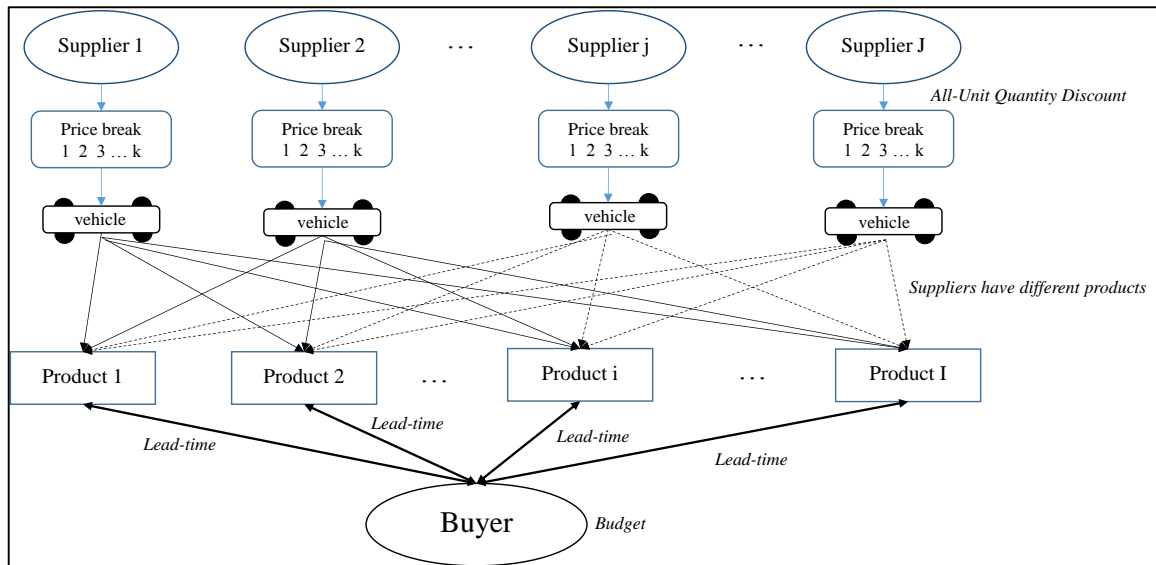 Supplier 1
Supplier 2
...
Supplier j
...
Supplier J
All-Unit Quantity Discount
Price break
1 2 3 … k
Price break
1 2 3 … k
Price break
1 2 3 … k
Price break
1 2 3 … k
vehicle
vehicle
vehicle
vehicle
Suppliers have different products
Product 1
Product 2
...
Product i
...
Product I
Lead-time
Lead-time
Lead-time
Lead-time
Buyer
Budget